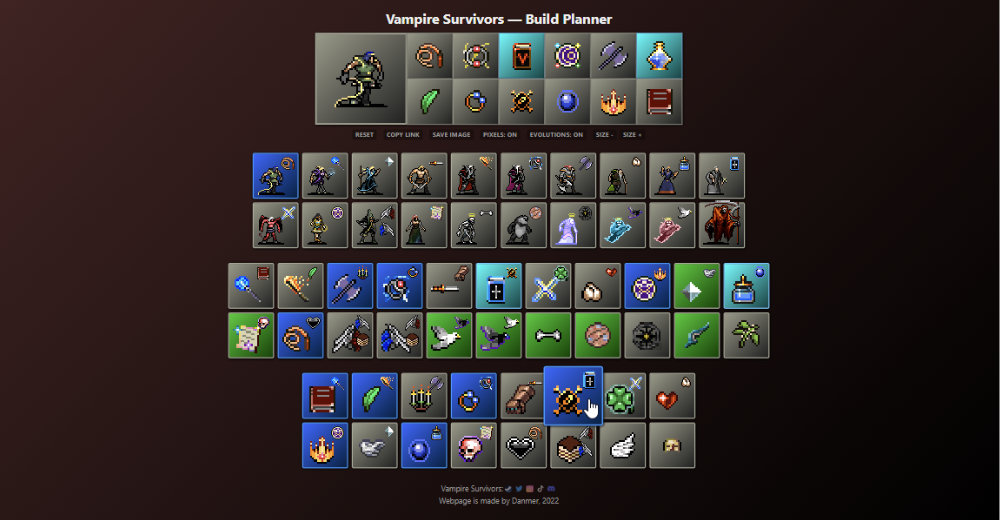 Vampire Survivors — Build Planner
RESET COPY LINK SAVE IMAGE PIXELS: ON EVOLUTIONS: ON SIZE - SIZE +
Vampire Survivors:
Webpage is made by Danmer, 2022